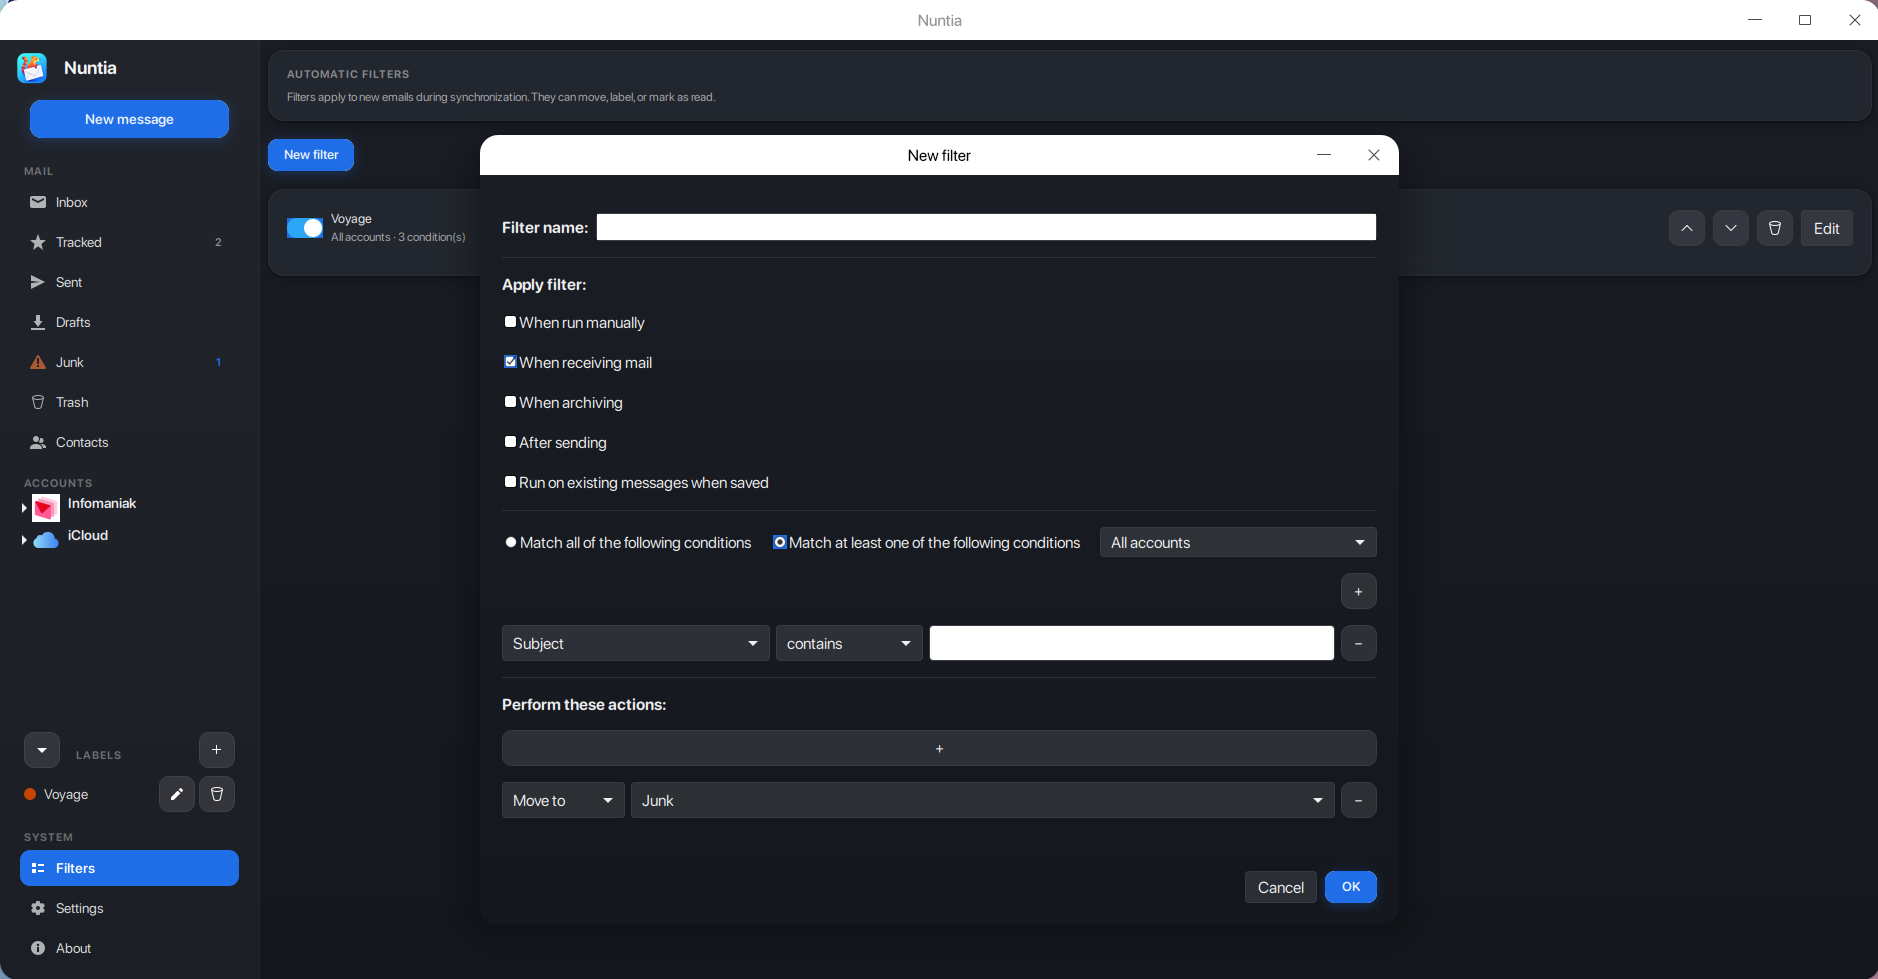 Nuntia
Nuntia
New message
MAIL
Inbox
Tracked 2
Sent
Drafts
Junk 1
Trash
Contacts
ACCOUNTS
Infomaniak
iCloud
LABELS
+
Voyage
SYSTEM
Filters
Settings
About
AUTOMATIC FILTERS
Filters apply to new emails during synchronization. They can move, label, or mark as read.
New filter
Voyage
All accounts · 3 condition(s)
Edit
New filter
Filter name:
Apply filter:
When run manually
When receiving mail
When archiving
After sending
Run on existing messages when saved
Match all of the following conditions Match at least one of the following conditions All accounts
+
Subject contains −
Perform these actions:
+
Move to Junk −
Cancel OK